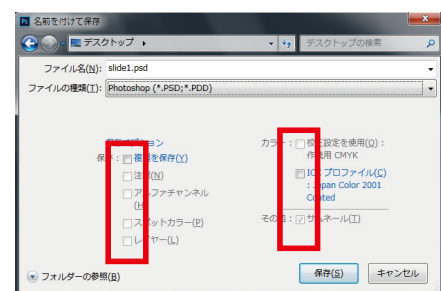 Ps 名前を付けて保存
デスクトップ
デスクトップの検索
ファイル名(N): slide1.psd
ファイルの種類(T): Photoshop (*.PSD;*.PDD)
保存オプション
保存: 複製を保存(Y)
注釈(N)
アルファチャンネル
(H)
スポットカラー(P)
レイヤー(L)
カラー: 校正設定を使用(O):
作業用 CMYK
ICC プロファイル(C)
: Japan Color 2001
Coated
その他: サムネール(T)
フォルダーの参照(B)
保存(S)
キャンセル